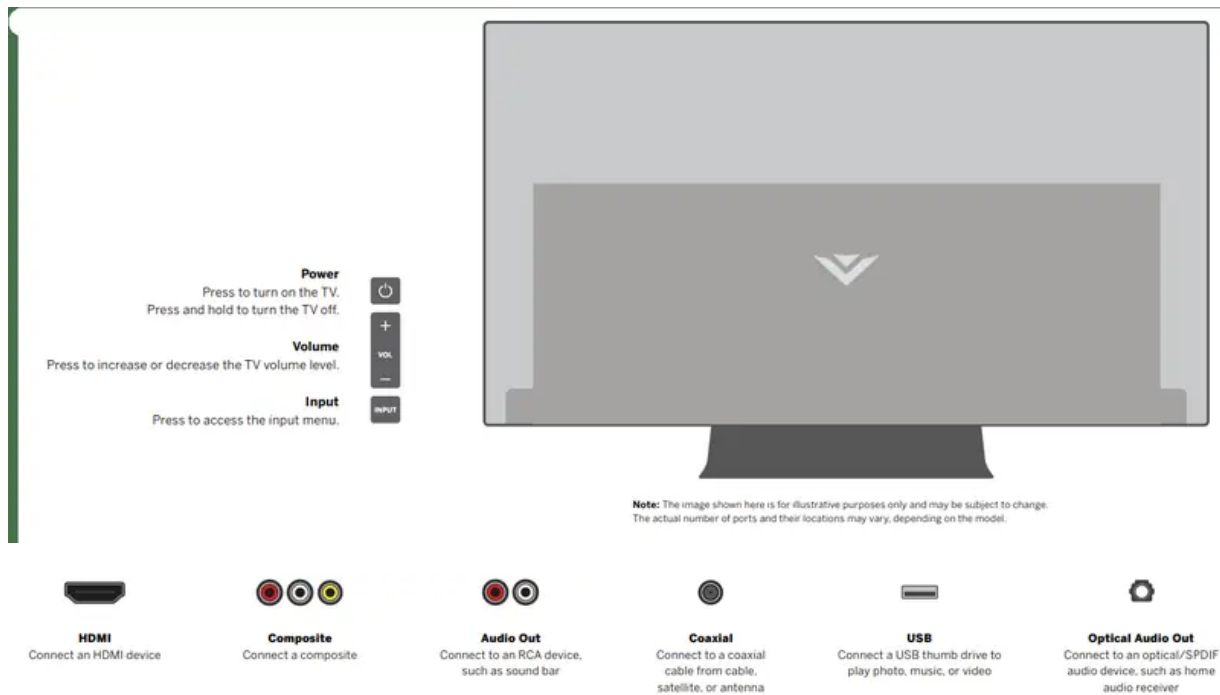 Power
Press to turn on the TV.
Press and hold to turn the TV off.
+
VOL
Volume
Press to increase or decrease the TV volume level.
—
Input
Press to access the input menu.
INPUT
Note: The image shown here is for illustrative purposes only and may be subject to change.
The actual number of ports and their locations may vary, depending on the model.
HDMI
Connect an HDMI device
Composite
Connect a composite
Audio Out
Connect to an RCA device,
such as sound bar
Coaxial
Connect to a coaxial
cable from cable,
satellite, or antenna
USB
Connect a USB thumb drive to
play photo, music, or video
Optical Audio Out
Connect to an optical/SPDIF
audio device, such as home
audio receiver